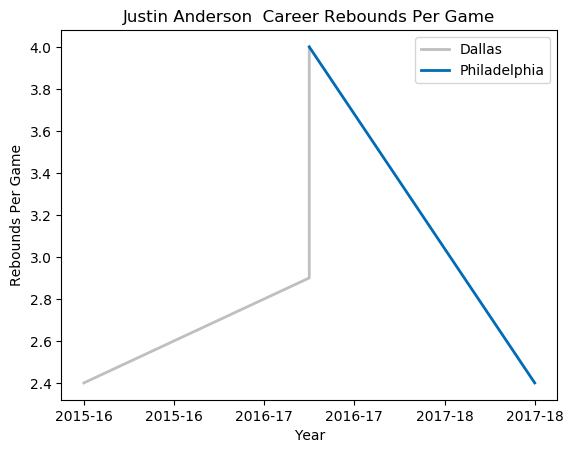 Justin Anderson  Career Rebounds Per Game
Dallas
Philadelphia
Rebounds Per Game
4.0
3.8
3.6
3.4
3.2
3.0
2.8
2.6
2.4
2015-16 2015-16 2016-17 2016-17 2017-18 2017-18
Year